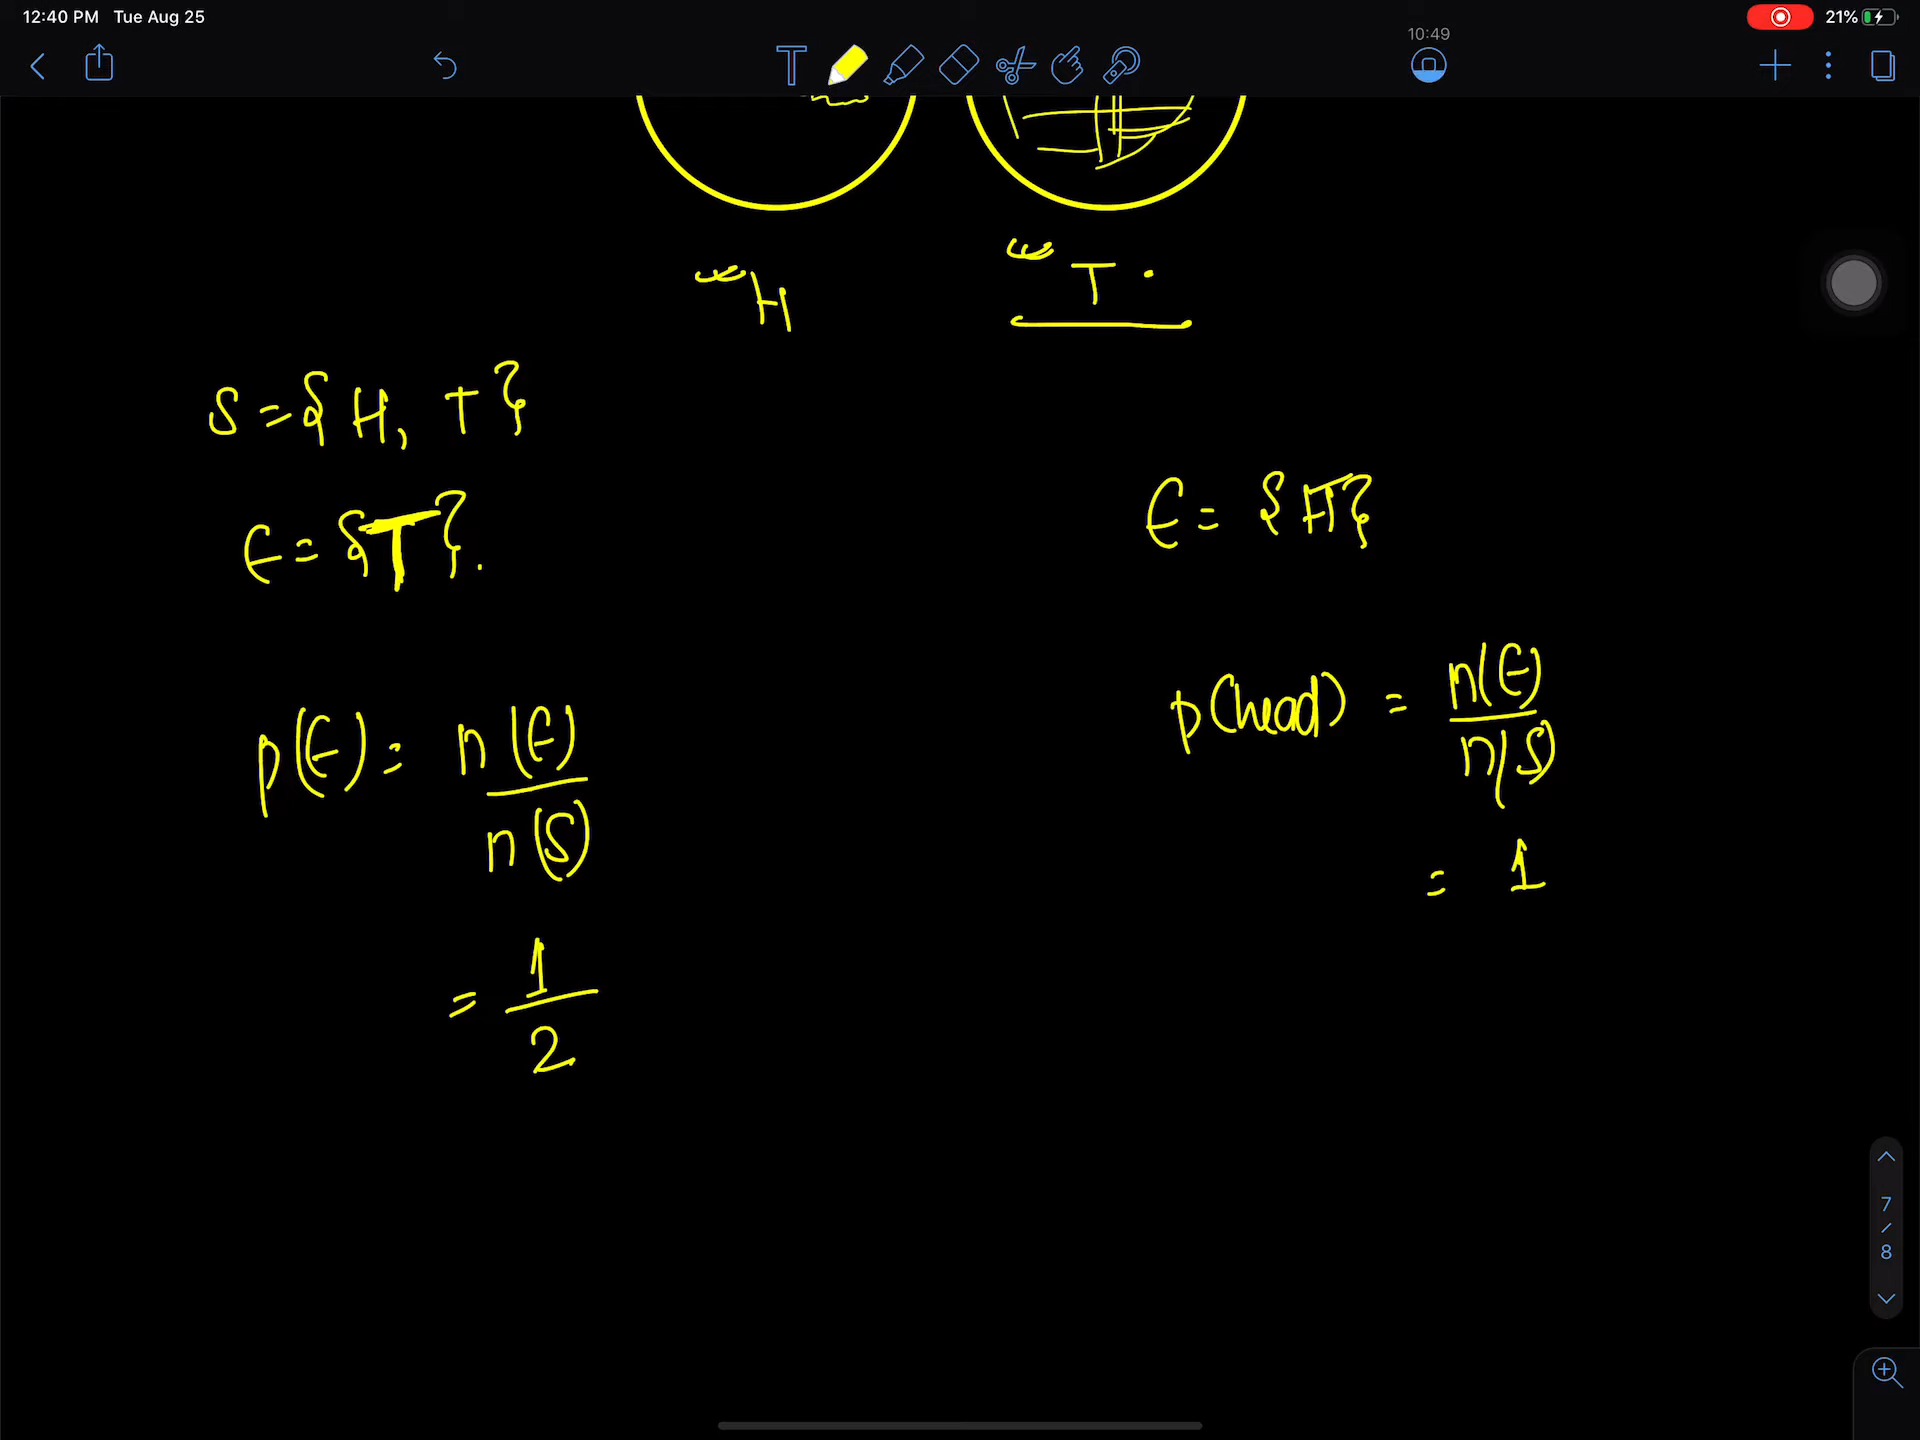 12:40 PM Tue Aug 25
21%
10:49
T
H
T .
S = { H, T }
E = { T }.
E = { H }
P(E) = n(E) / n(S)
= 1 / 2
P(head) = n(E) / n(S)
= 1
7
/
8